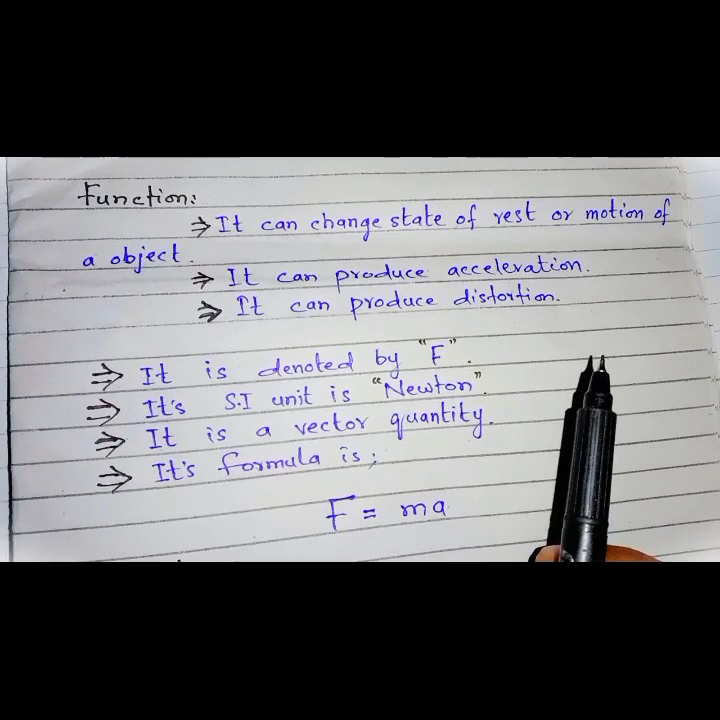 Function:
⇒ It can change state of rest or motion of
a object.
⇒ It can produce acceleration.
⇒ It can produce distortion.
⇒ It is denoted by "F".
⇒ It's S.I unit is "Newton".
⇒ It is a vector quantity.
⇒ It's formula is;
F = ma